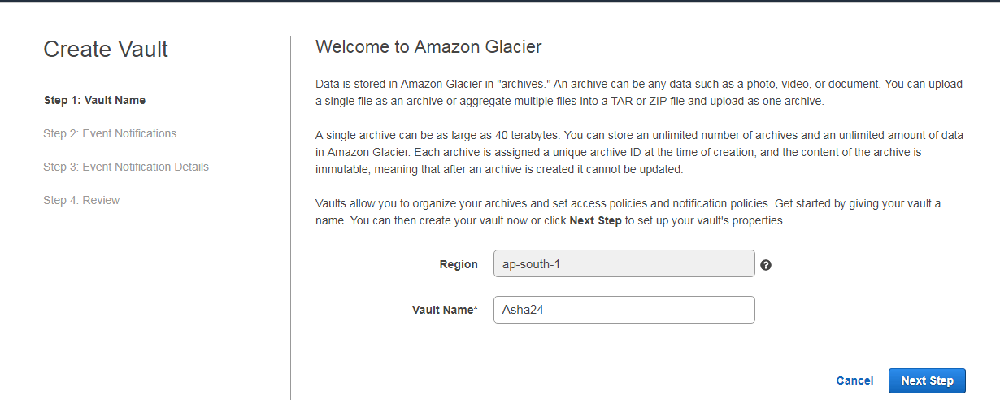 Create Vault
Step 1: Vault Name
Step 2: Event Notifications
Step 3: Event Notification Details
Step 4: Review
Welcome to Amazon Glacier
Data is stored in Amazon Glacier in "archives." An archive can be any data such as a photo, video, or document. You can upload
a single file as an archive or aggregate multiple files into a TAR or ZIP file and upload as one archive.
A single archive can be as large as 40 terabytes. You can store an unlimited number of archives and an unlimited amount of data
in Amazon Glacier. Each archive is assigned a unique archive ID at the time of creation, and the content of the archive is
immutable, meaning that after an archive is created it cannot be updated.
Vaults allow you to organize your archives and set access policies and notification policies. Get started by giving your vault a
name. You can then create your vault now or click Next Step to set up your vault's properties.
Region ap-south-1 ?
Vault Name* Asha24
Cancel Next Step